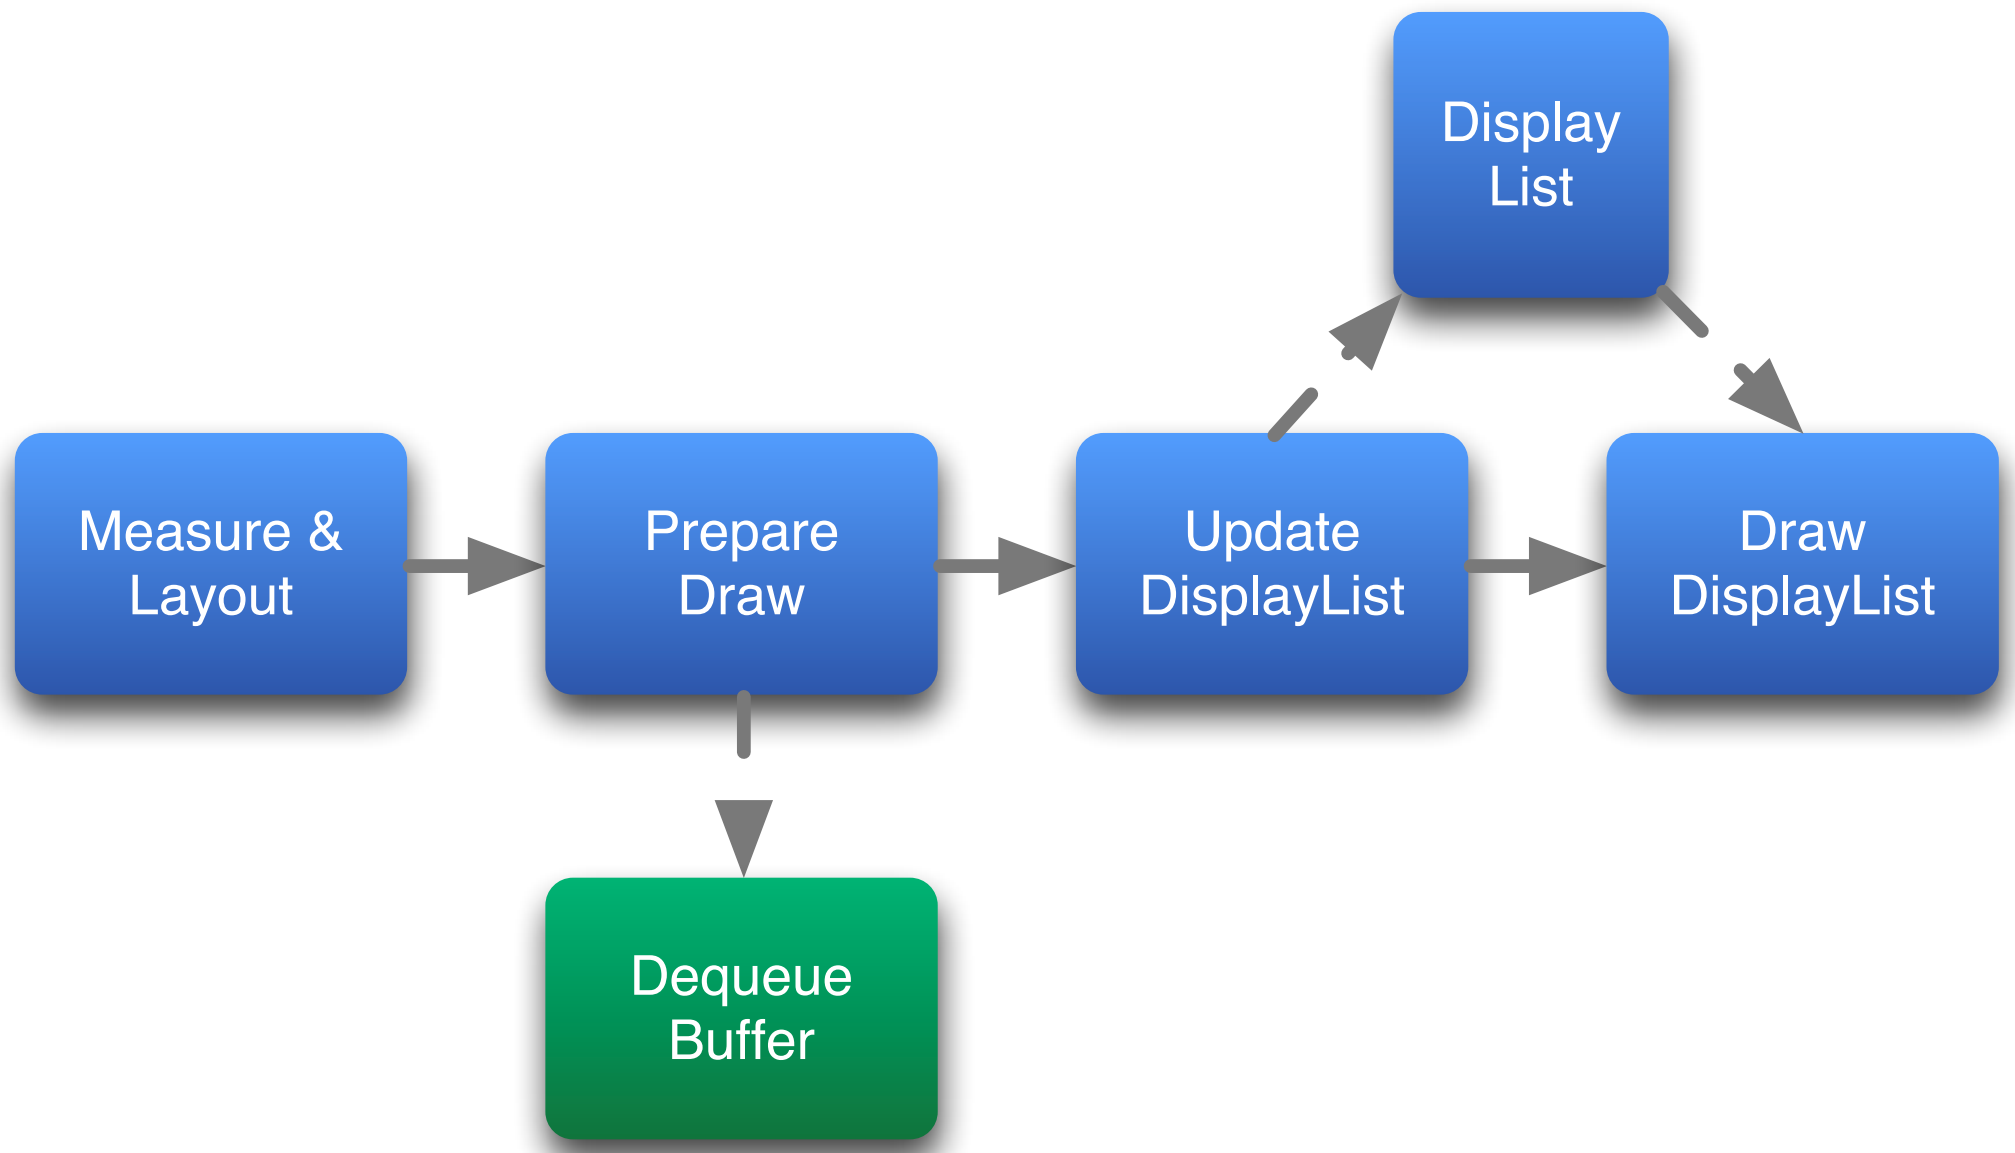 Display
List
Measure &
Layout
Prepare
Draw
Update
DisplayList
Draw
DisplayList
Dequeue
Buffer